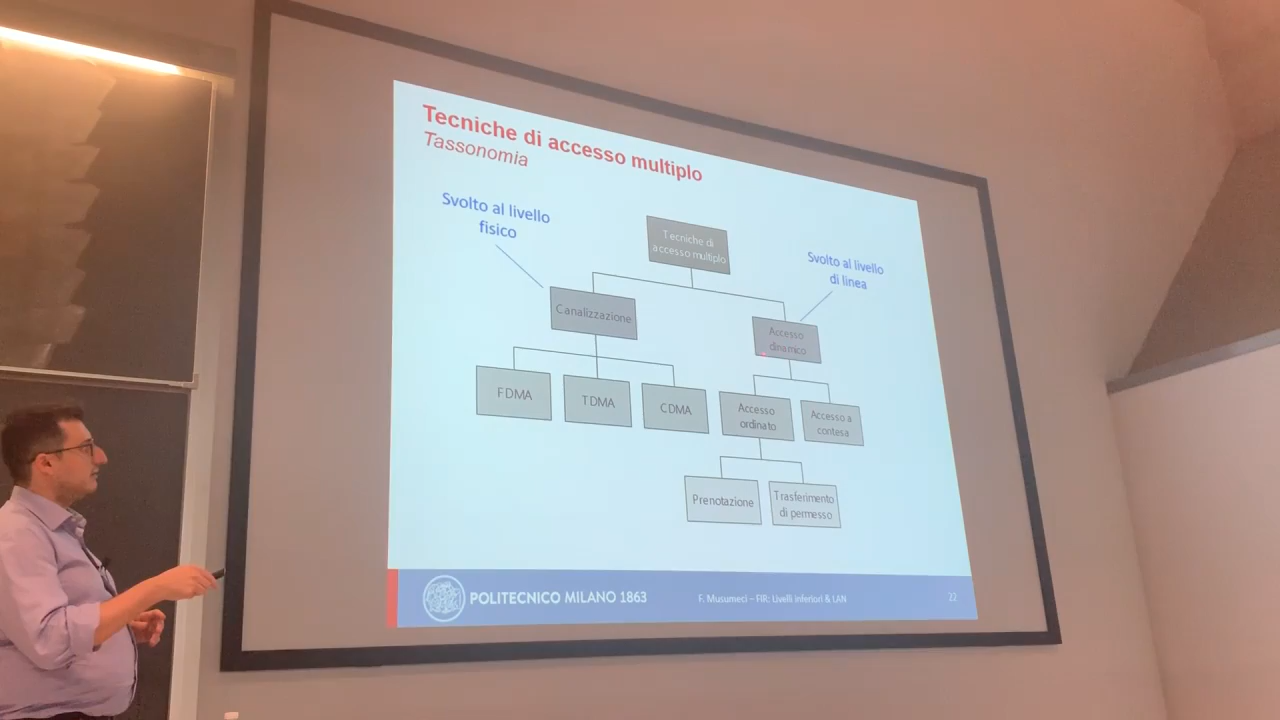 Tecniche di accesso multiplo
Tassonomia
Svolto al livello
fisico
Tecniche di
accesso multiplo
Svolto al livello
di linea
Canalizzazione
Accesso
dinamico
FDMA
TDMA
CDMA
Accesso
ordinato
Accesso a
contesa
Prenotazione
Trasferimento
di permesso
POLITECNICO MILANO 1863
F. Musumeci – FIR: Livelli inferiori & LAN
22